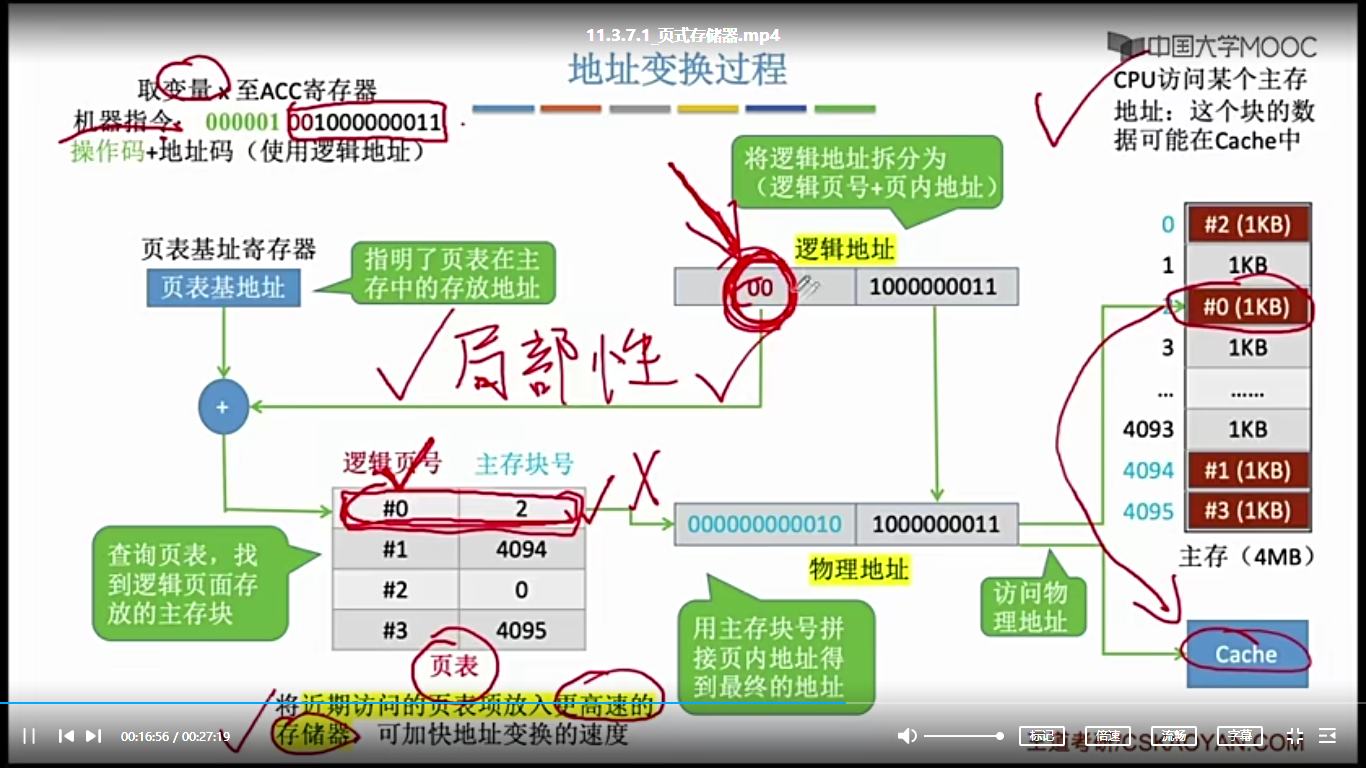 11.3.7.1_页式存储器.mp4
中国大学MOOC
地址变换过程
取变量 x 至ACC寄存器
机器指令：000001 001000000011
操作码+地址码（使用逻辑地址）
CPU访问某个主存
地址：这个块的数
据可能在Cache中
将逻辑地址拆分为
（逻辑页号+页内地址）
页表基址寄存器
页表基地址
指明了页表在主
存中的存放地址
逻辑地址
00 1000000011
局部性
+
逻辑页号 主存块号
#0 2
#1 4094
#2 0
#3 4095
页表
X
查询页表，找
到逻辑页面存
放的主存块
000000000010 1000000011
物理地址
用主存块号拼
接页内地址得
到最终的地址
访问物
理地址
0 #2 (1KB)
1 1KB
2 #0 (1KB)
3 1KB
... ......
4093 1KB
4094 #1 (1KB)
4095 #3 (1KB)
主存（4MB）
Cache
将近期访问的页表项放入更高速的
存储器 可加快地址变换的速度
00:16:56 / 00:27:19
标记 倍速 流畅 字幕
王道考研/CSKAOYAN.COM